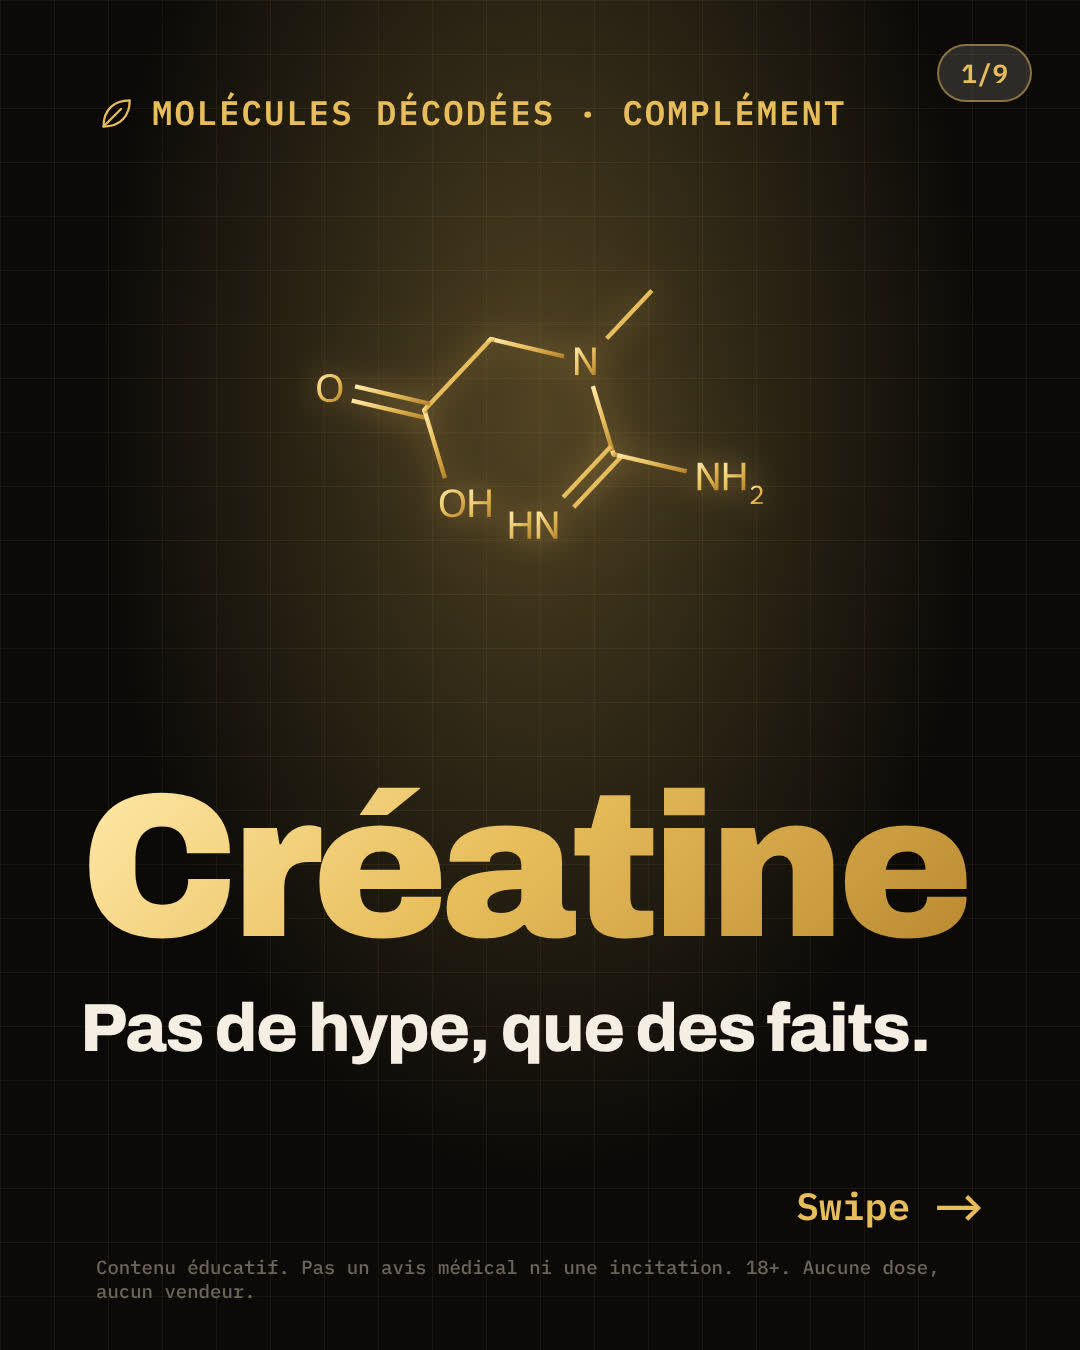 1/9
MOLÉCULES DÉCODÉES · COMPLÉMENT
N
O
NH2
OH
HN
Créatine
Pas de hype, que des faits.
Swipe →
Contenu éducatif. Pas un avis médical ni une incitation. 18+. Aucune dose,
aucun vendeur.